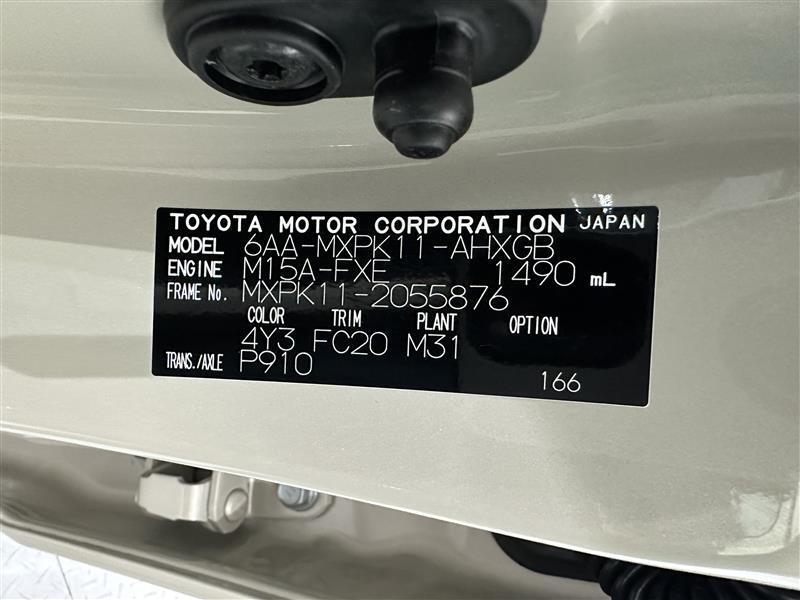 TOYOTA MOTOR CORPORATION JAPAN
MODEL 6AA-MXPK11-AHXGB
ENGINE M15A-FXE 1490 mL
FRAME No. MXPK11-2055876
COLOR TRIM PLANT OPTION
4Y3 FC20 M31
TRANS./AXLE P910
166